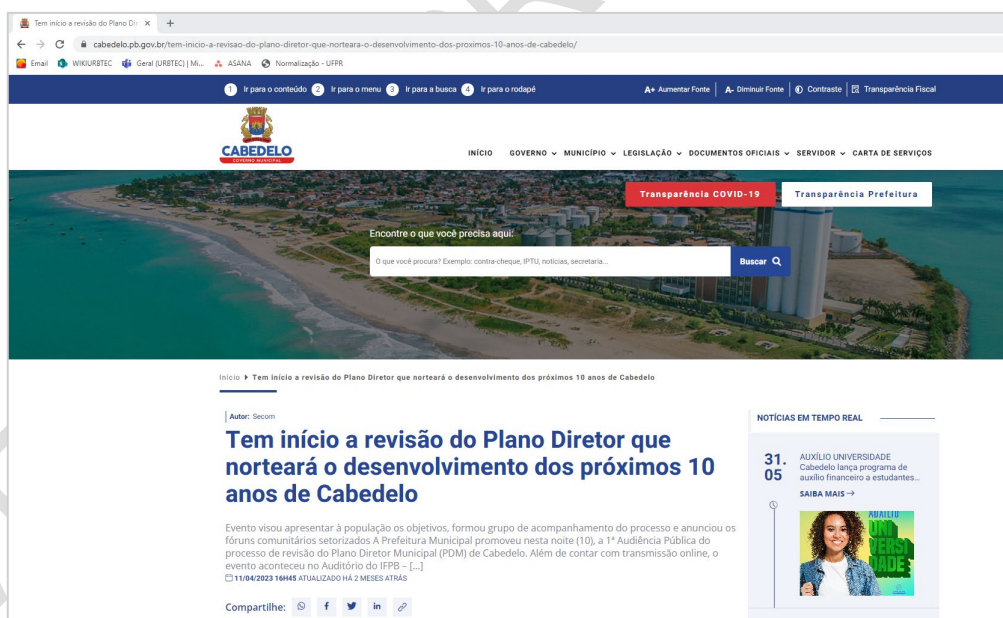 Tem início a revisão do Plano Dir
cabedelo.pb.gov.br/tem-inicio-a-revisao-do-plano-diretor-que-norteara-o-desenvolvimento-dos-proximos-10-anos-de-cabedelo/
Email WIKIURBTEC Geral (URBTEC) | Mi... ASANA Normalização - UFPR
1 Ir para o conteúdo 2 Ir para o menu 3 Ir para a busca 4 Ir para o rodapé A+ Aumentar Fonte A- Diminuir Fonte Contraste Transparência Fiscal
CABEDELO
GOVERNO MUNICIPAL
INÍCIO GOVERNO MUNICÍPIO LEGISLAÇÃO DOCUMENTOS OFICIAIS SERVIDOR CARTA DE SERVIÇOS
Transparência COVID-19 Transparência Prefeitura
Encontre o que você precisa aqui:
O que você procura? Exemplo: contra-cheque, IPTU, notícias, secretaria... Buscar
Início Tem início a revisão do Plano Diretor que norteará o desenvolvimento dos próximos 10 anos de Cabedelo
Autor: Secom
Tem início a revisão do Plano Diretor que
norteará o desenvolvimento dos próximos 10
anos de Cabedelo
Evento visou apresentar à população os objetivos, formou grupo de acompanhamento do processo e anunciou os
fóruns comunitários setorizados A Prefeitura Municipal promoveu nesta noite (10), a 1ª Audiência Pública do
processo de revisão do Plano Diretor Municipal (PDM) de Cabedelo. Além de contar com transmissão online, o
evento aconteceu no Auditório do IFPB – [...]
11/04/2023 16H45 ATUALIZADO HÁ 2 MESES ATRÁS
Compartilhe:
NOTÍCIAS EM TEMPO REAL
31.
05
AUXÍLIO UNIVERSIDADE
Cabedelo lança programa de
auxílio financeiro a estudantes...
SAIBA MAIS →
AUXÍLIO
UNI
VERSI
DADE